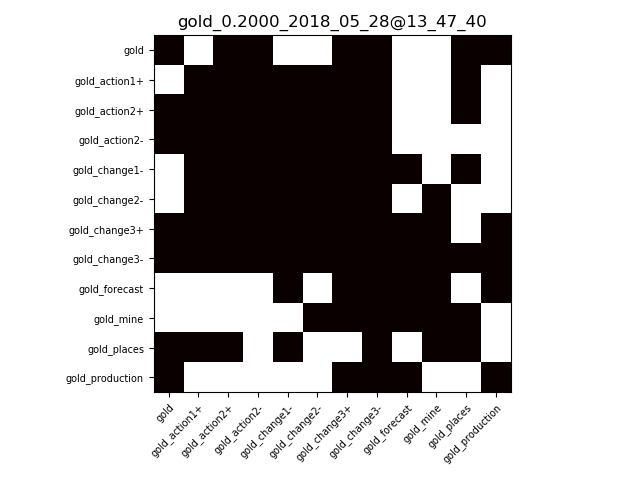 gold_0.2000_2018_05_28@13_47_40
gold
gold_action1+
gold_action2+
gold_action2-
gold_change1-
gold_change2-
gold_change3+
gold_change3-
gold_forecast
gold_mine
gold_places
gold_production
gold
gold_action1+
gold_action2+
gold_action2-
gold_change1-
gold_change2-
gold_change3+
gold_change3-
gold_forecast
gold_mine
gold_places
gold_production